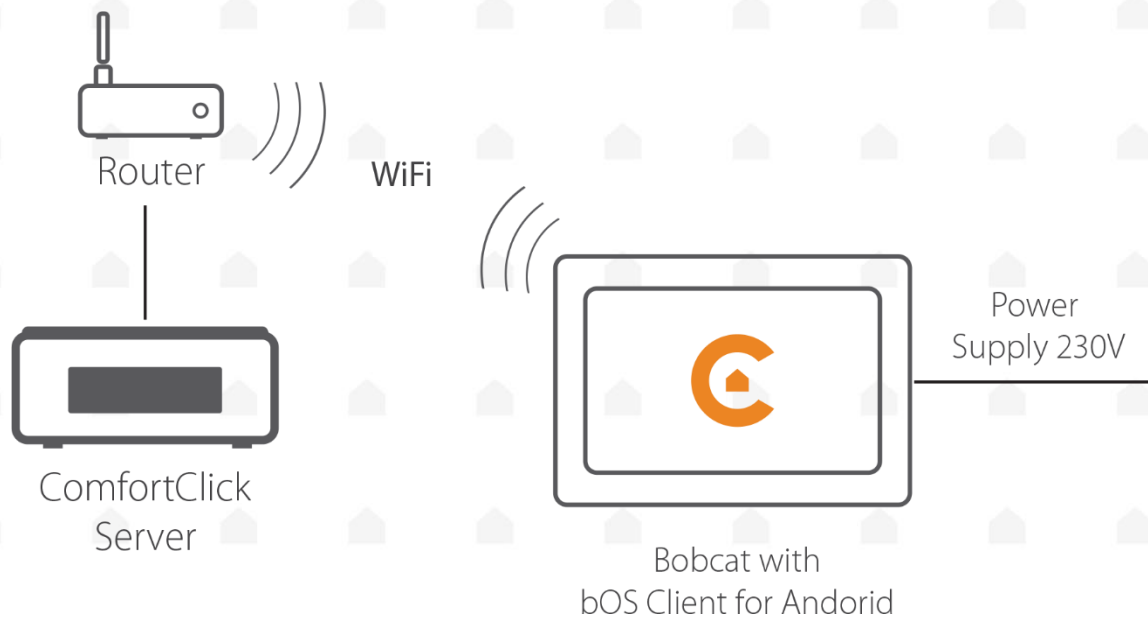 Router
WiFi
Power
Supply 230V
ComfortClick
Server
Bobcat with
bOS Client for Andorid